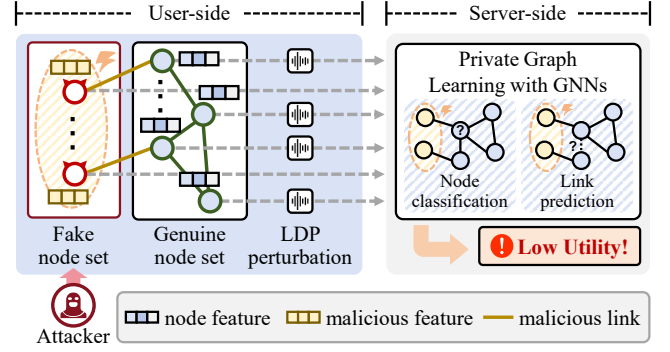 User-side
Server-side
Private Graph
Learning with GNNs
?
?
Node
classification
Link
prediction
Fake
node set
Genuine
node set
LDP
perturbation
! Low Utility!
Attacker
node feature
malicious feature
malicious link